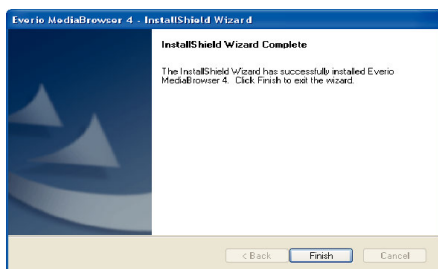 Everio MediaBrowser 4 - InstallShield Wizard
InstallShield Wizard Complete
The InstallShield Wizard has successfully installed Everio
MediaBrowser 4. Click Finish to exit the wizard.
< Back
Finish
Cancel